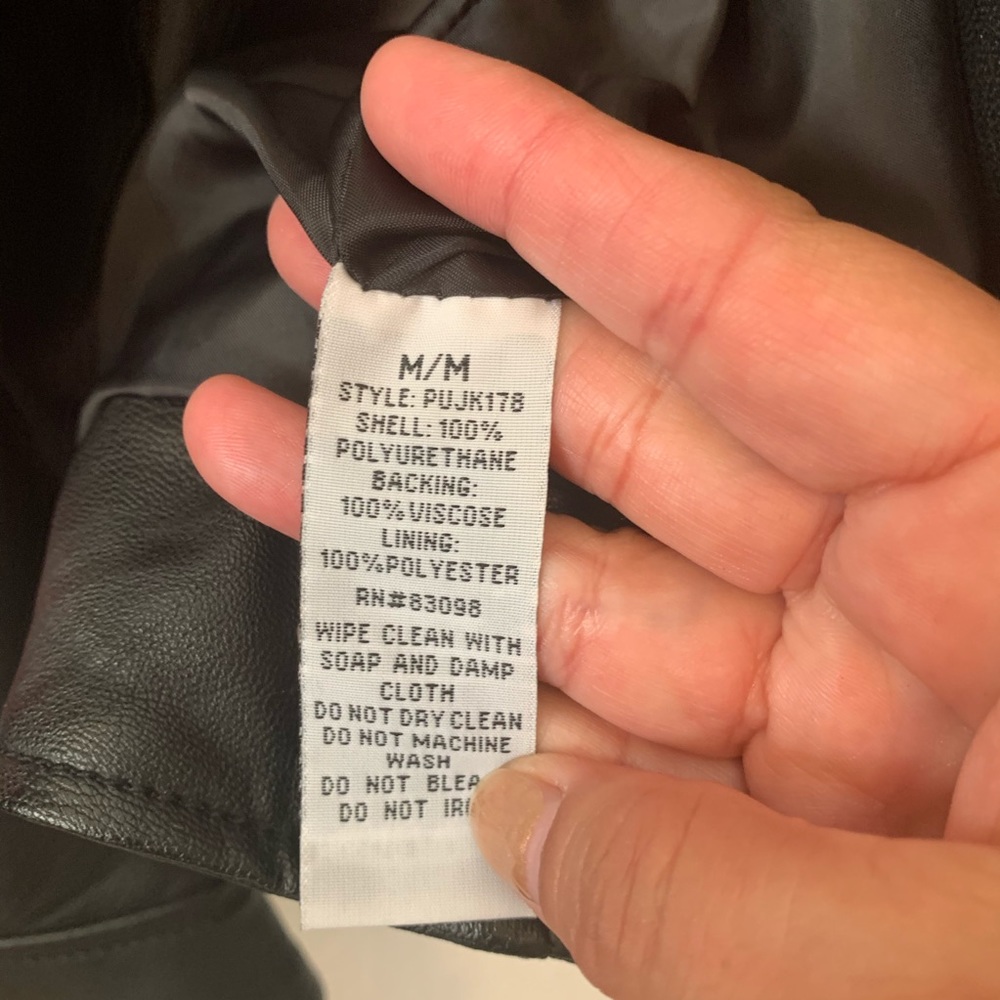 M/M
STYLE: PUJK178
SHELL: 100%
POLYURETHANE
BACKING:
100%VISCOSE
LINING:
100%POLYESTER
RN#83098
WIPE CLEAN WITH
SOAP AND DAMP
CLOTH
DO NOT DRY CLEAN
DO NOT MACHINE
WASH
DO NOT
DO NOT